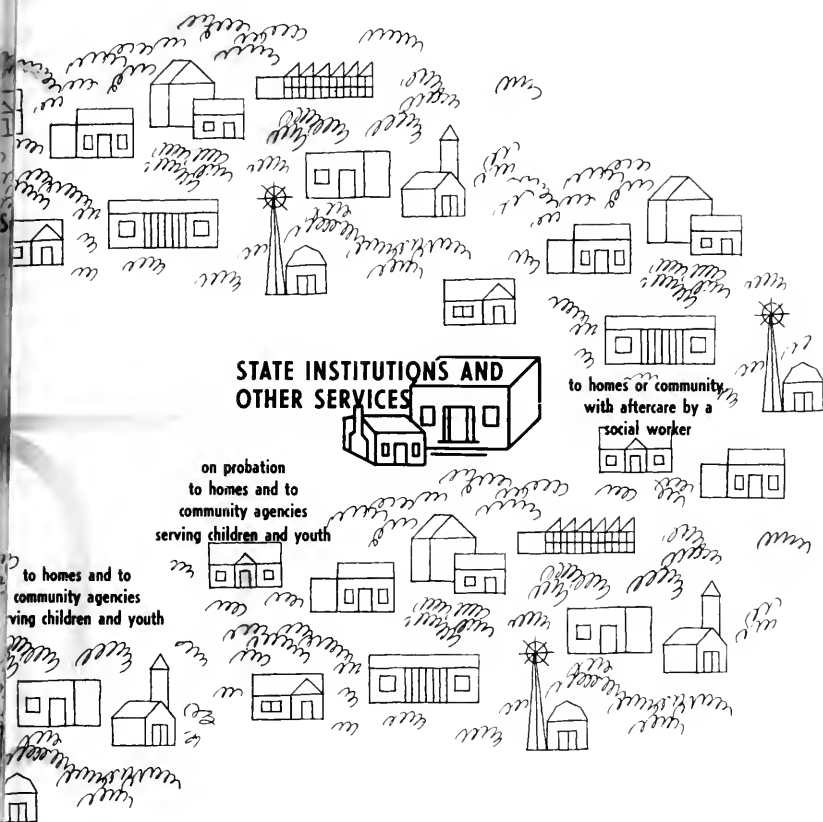 S
STATE INSTITUTIONS AND
OTHER SERVICES
to homes or community
with aftercare by a
social worker
on probation
to homes and to
community agencies
serving children and youth
to homes and to
community agencies
ving children and youth